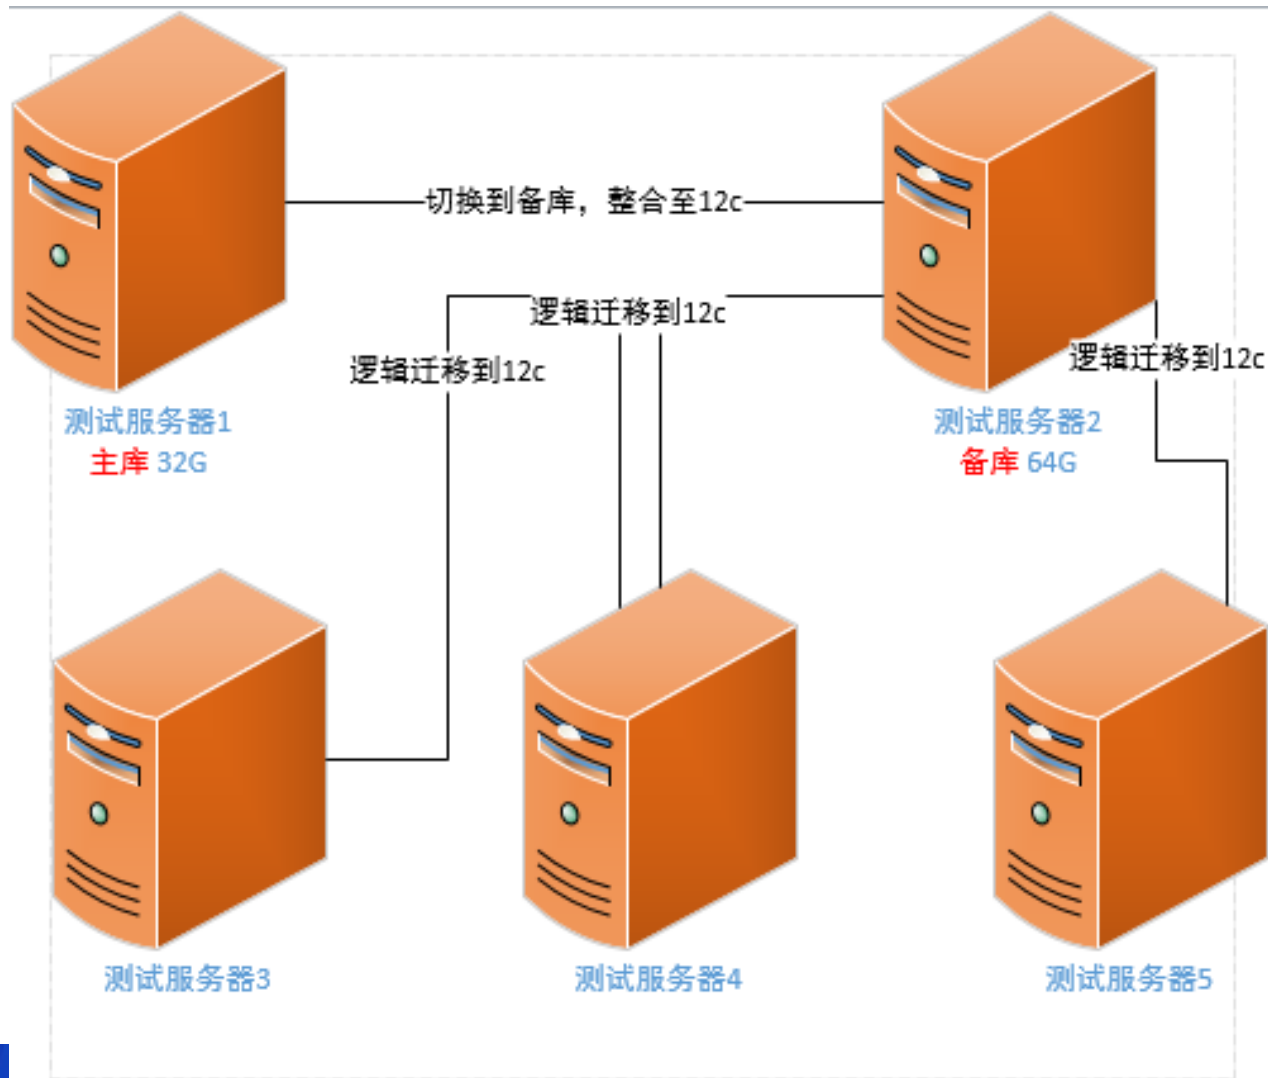 切换到备库，整合至12c
逻辑迁移到12c
逻辑迁移到12c
逻辑迁移到12c
测试服务器1
主库 32G
测试服务器2
备库 64G
测试服务器3
测试服务器4
测试服务器5